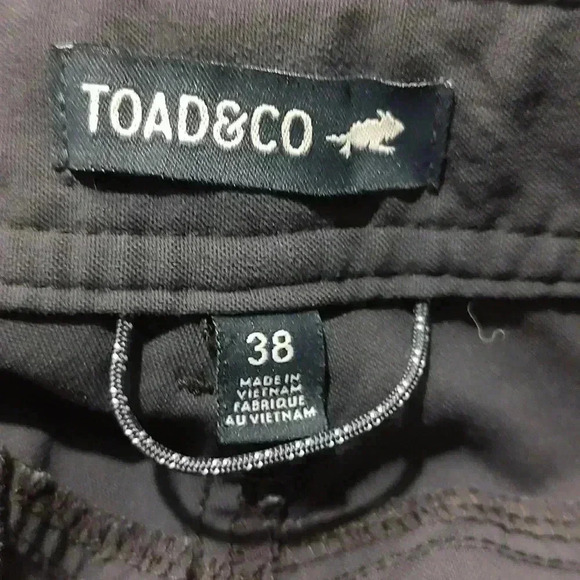 TOAD&CO
38
MADE IN
VIETNAM
FABRIQUE
AU VIETNAM